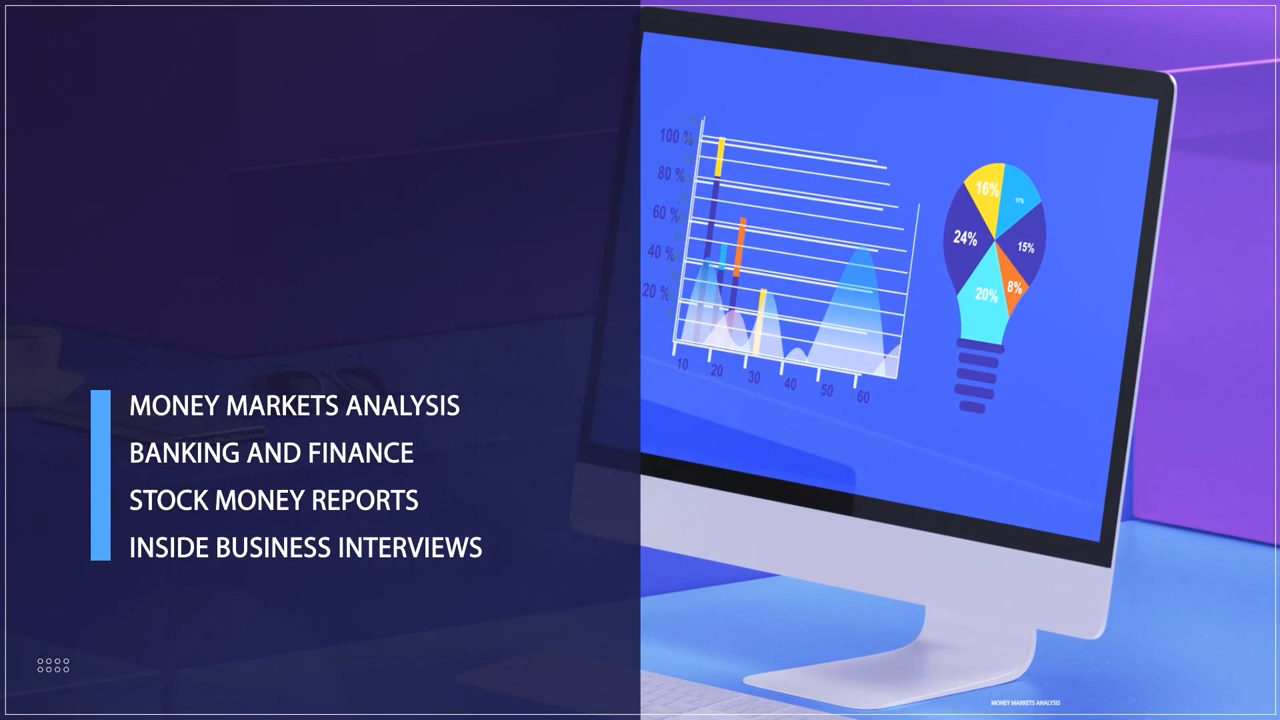 MONEY MARKETS ANALYSIS
BANKING AND FINANCE
STOCK MONEY REPORTS
INSIDE BUSINESS INTERVIEWS
100 %
80 %
60 %
40 %
20 %
10 20 30 40 50 60
16%
17%
24%
15%
20%
8%
MONEY MARKETS ANALYSIS